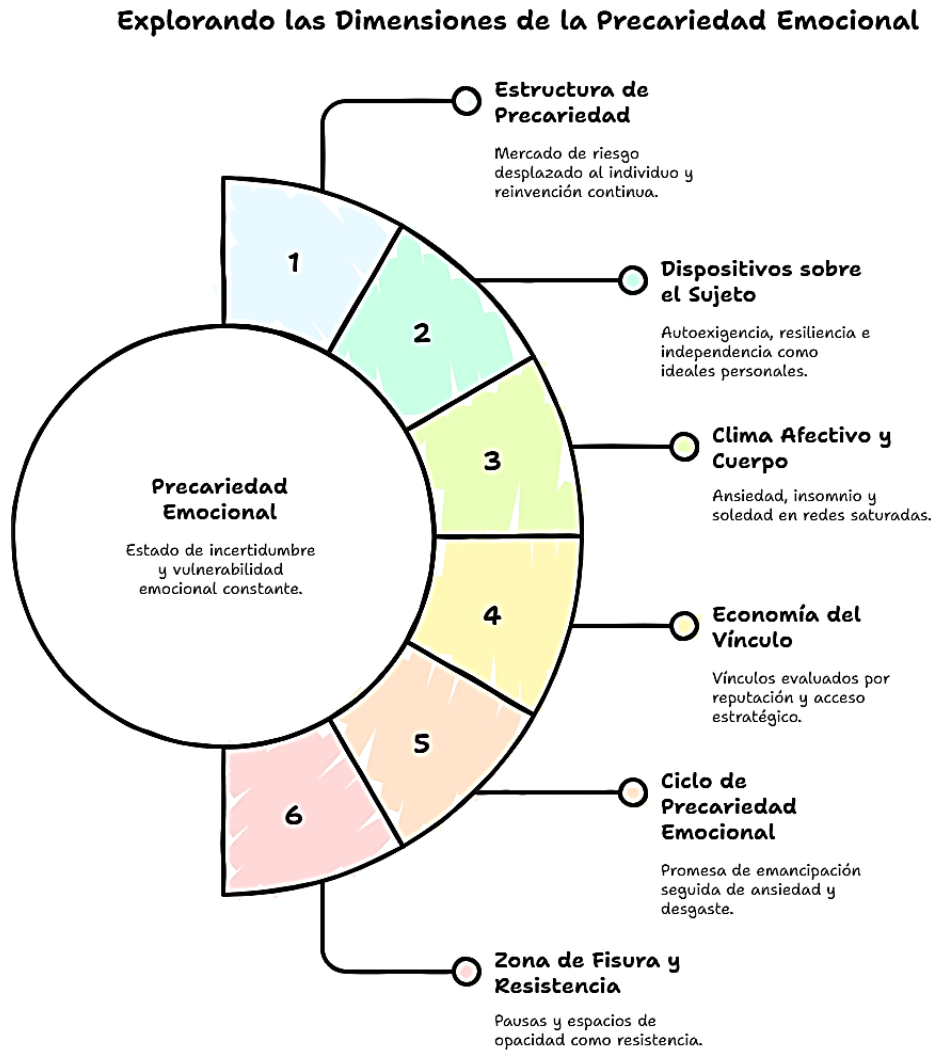 Explorando las Dimensiones de la Precariedad Emocional
Estructura de
Precariedad
Mercado de riesgo
desplazado al individuo y
reinvención continua.
1
Dispositivos sobre
el Sujeto
Autoexigencia, resiliencia e
independencia como
ideales personales.
2
Clima Afectivo y
Cuerpo
Ansiedad, insomnio y
soledad en redes saturadas.
3
Precariedad
Emocional
Estado de incertidumbre
y vulnerabilidad
emocional constante.
4
Economía del
Vínculo
Vínculos evaluados por
reputación y acceso
estratégico.
5
Ciclo de
Precariedad
Emocional
Promesa de emancipación
seguida de ansiedad y
desgaste.
6
Zona de Fisura y
Resistencia
Pausas y espacios de
opacidad como resistencia.